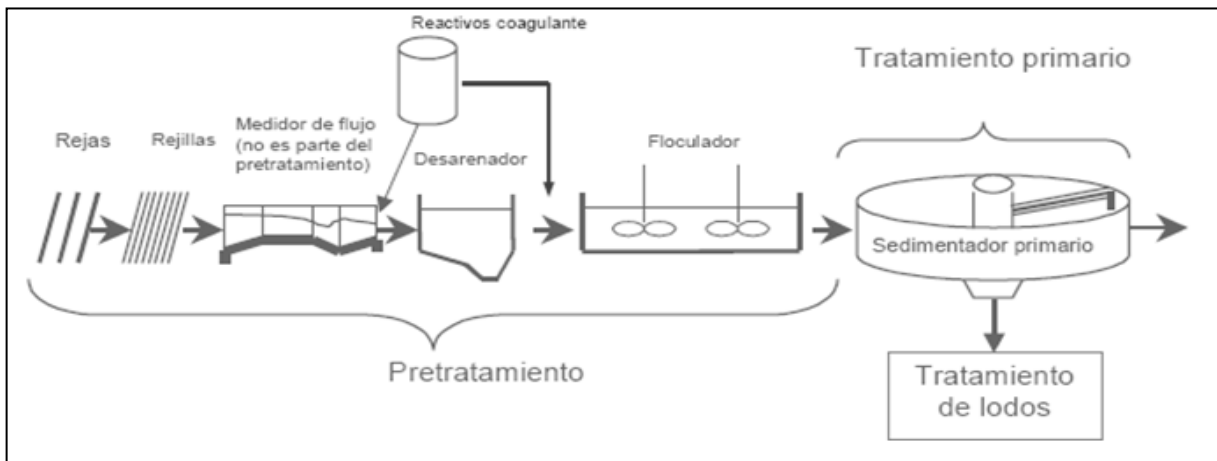 Reactivos coagulante
Tratamiento primario
Rejas
Rejillas
Medidor de flujo
(no es parte del
pretratamiento)
Desarenador
Floculador
Sedimentador primario
Pretratamiento
Tratamiento
de lodos